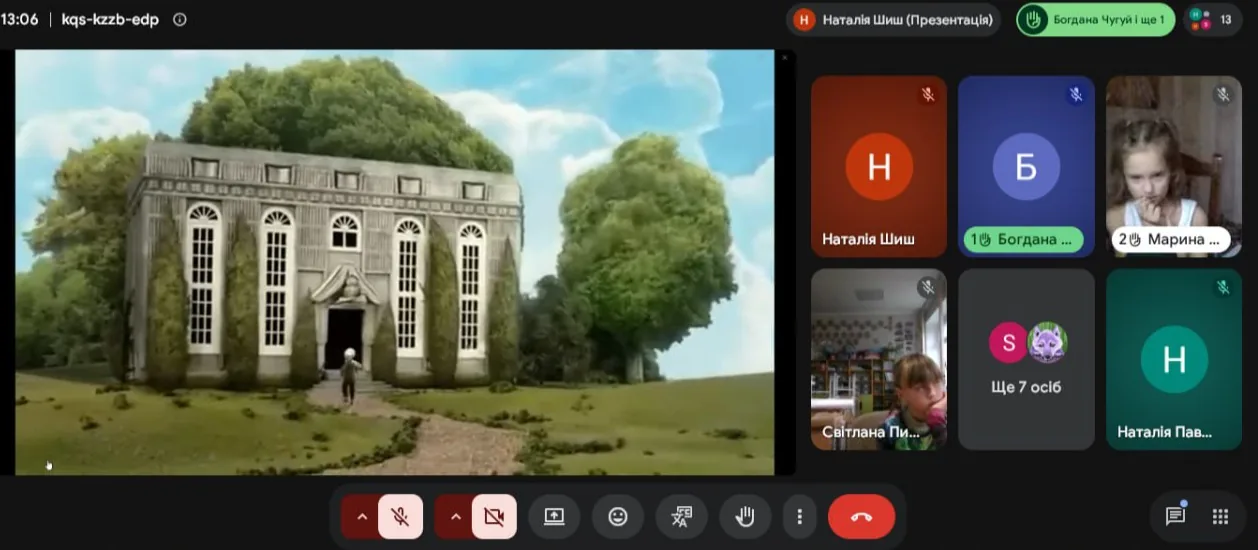 13:06 | kqs-kzzb-edp
Н Наталія Шиш (Презентація)
Богдана Чугуй і ще 1
13
Н
Наталія Шиш
Б
1 Богдана ...
2 Марина ...
Світлана Пи...
S
Ще 7 осіб
Н
Наталія Пав...